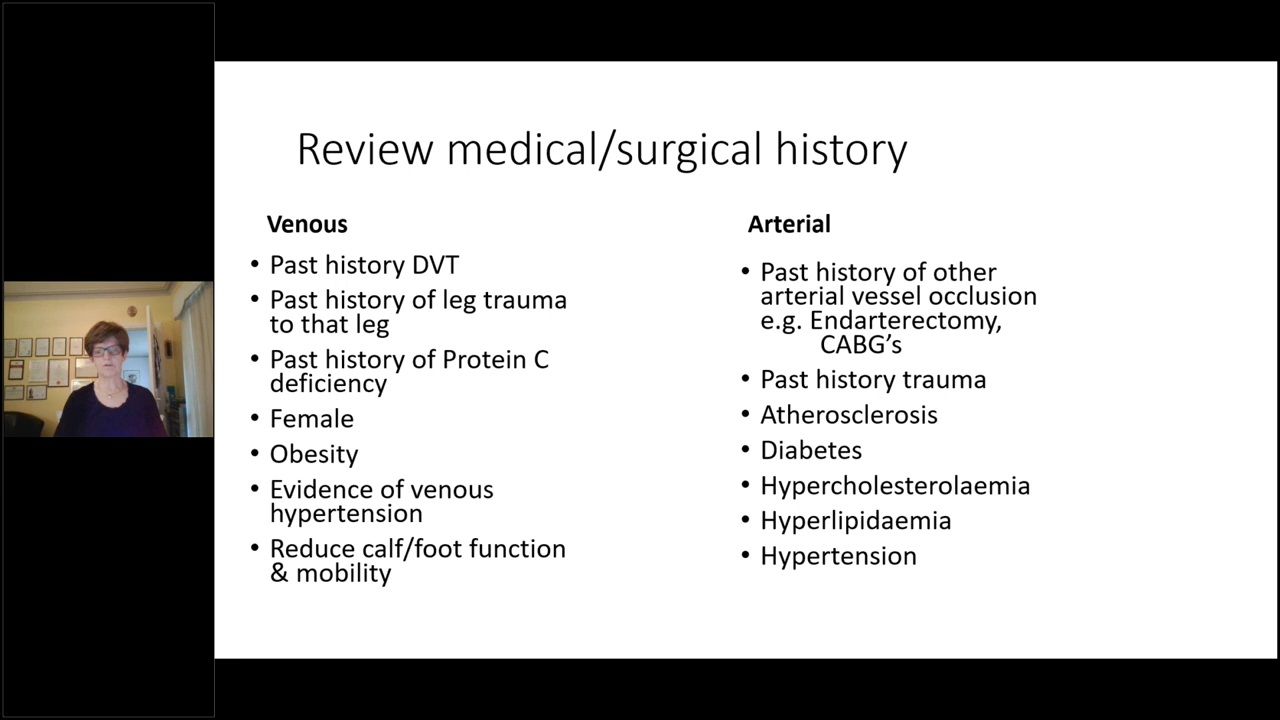 Review medical/surgical history
Venous
• Past history DVT
• Past history of leg trauma
to that leg
• Past history of Protein C
deficiency
• Female
• Obesity
• Evidence of venous
hypertension
• Reduce calf/foot function
& mobility
Arterial
• Past history of other
arterial vessel occlusion
e.g. Endarterectomy,
CABG’s
• Past history trauma
• Atherosclerosis
• Diabetes
• Hypercholesterolaemia
• Hyperlipidaemia
• Hypertension